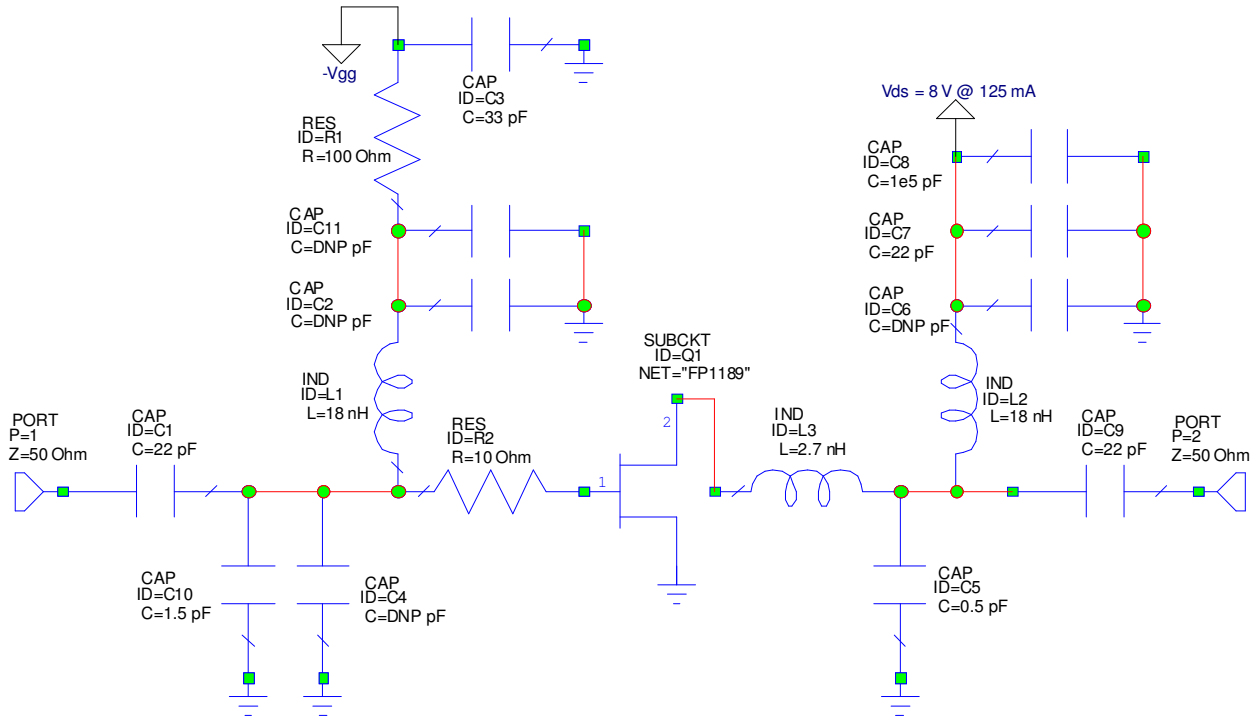 -Vgg
CAP
ID=C3
C=33 pF
RES
ID=R1
R=100 Ohm
CAP
ID=C11
C=DNP pF
CAP
ID=C2
C=DNP pF
IND
ID=L1
L=18 nH
PORT
P=1
Z=50 Ohm
CAP
ID=C1
C=22 pF
RES
ID=R2
R=10 Ohm
CAP
ID=C10
C=1.5 pF
CAP
ID=C4
C=DNP pF
SUBCKT
ID=Q1
NET="FP1189"
1
2
IND
ID=L3
L=2.7 nH
Vds = 8 V @ 125 mA
CAP
ID=C8
C=1e5 pF
CAP
ID=C7
C=22 pF
CAP
ID=C6
C=DNP pF
IND
ID=L2
L=18 nH
CAP
ID=C9
C=22 pF
PORT
P=2
Z=50 Ohm
CAP
ID=C5
C=0.5 pF